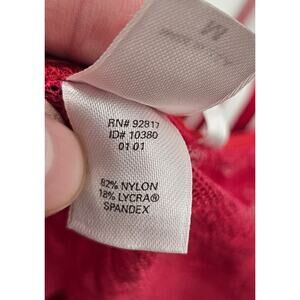 M
RN# 92817
ID# 10380
01 01
82% NYLON
18% LYCRA®
SPANDEX